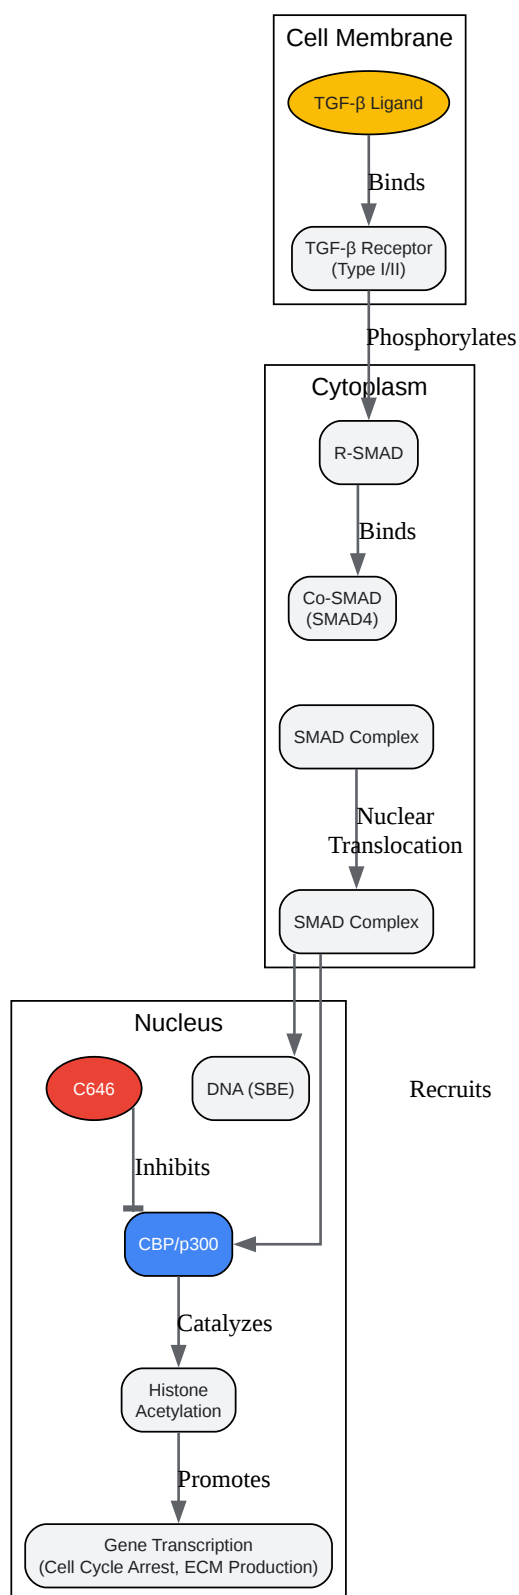 Cell Membrane
TGF-β Ligand
Binds
TGF-β Receptor
(Type I/II)
Phosphorylates
Cytoplasm
R-SMAD
Binds
Co-SMAD
(SMAD4)
SMAD Complex
Nuclear
Translocation
SMAD Complex
Nucleus
C646
DNA (SBE)
Recruits
Inhibits
CBP/p300
Catalyzes
Histone
Acetylation
Promotes
Gene Transcription
(Cell Cycle Arrest, ECM Production)